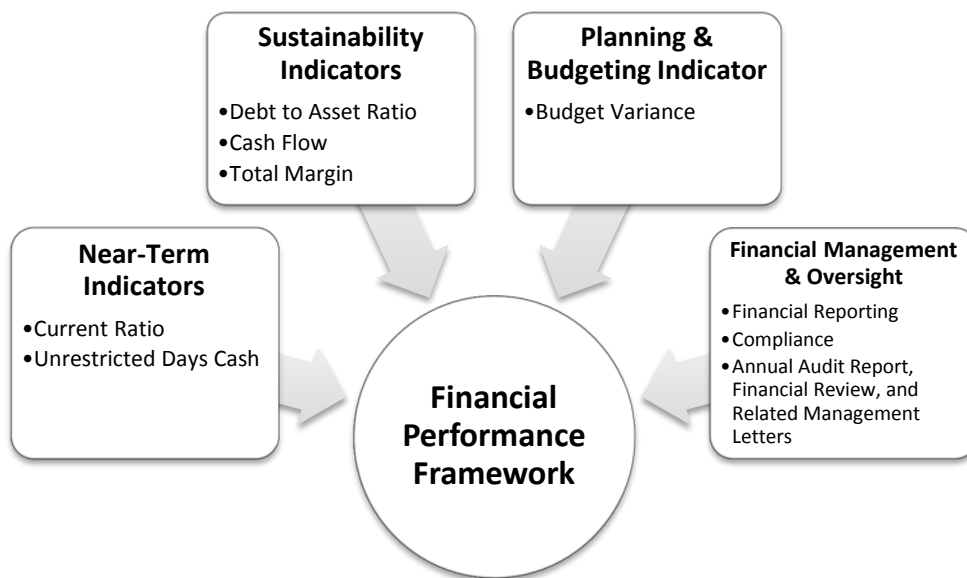 Sustainability
Indicators
•Debt to Asset Ratio
•Cash Flow
•Total Margin
Planning &
Budgeting Indicator
•Budget Variance
Near-Term
Indicators
•Current Ratio
•Unrestricted Days Cash
Financial Management
& Oversight
•Financial Reporting
•Compliance
•Annual Audit Report,
Financial Review, and
Related Management
Letters
Financial
Performance
Framework